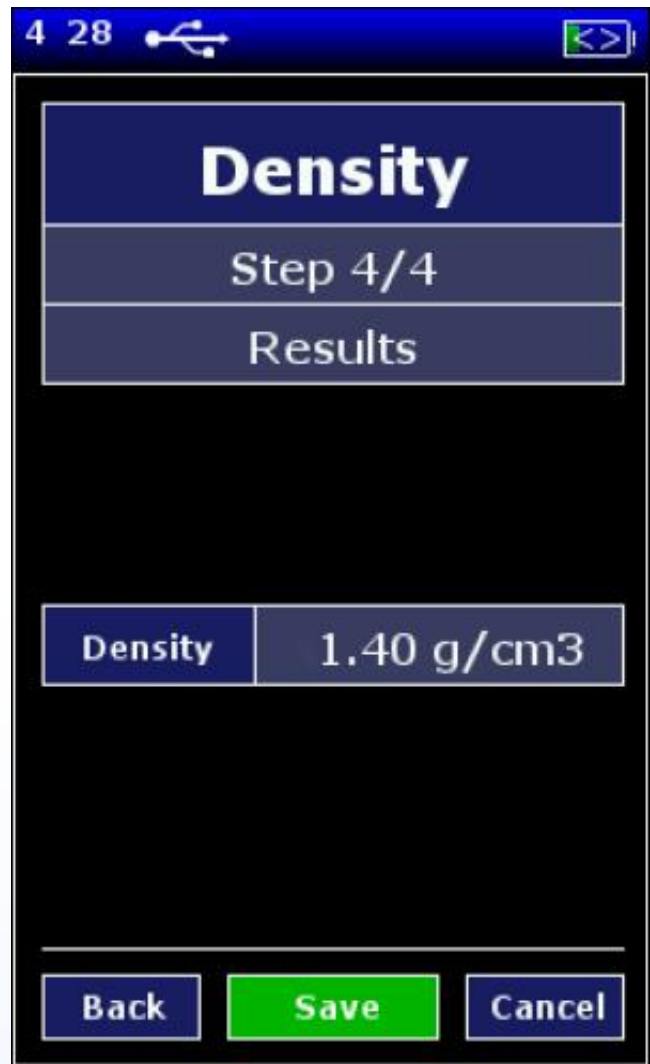 4 28
Density
Step 4/4
Results
Density 1.40 g/cm3
Back Save Cancel